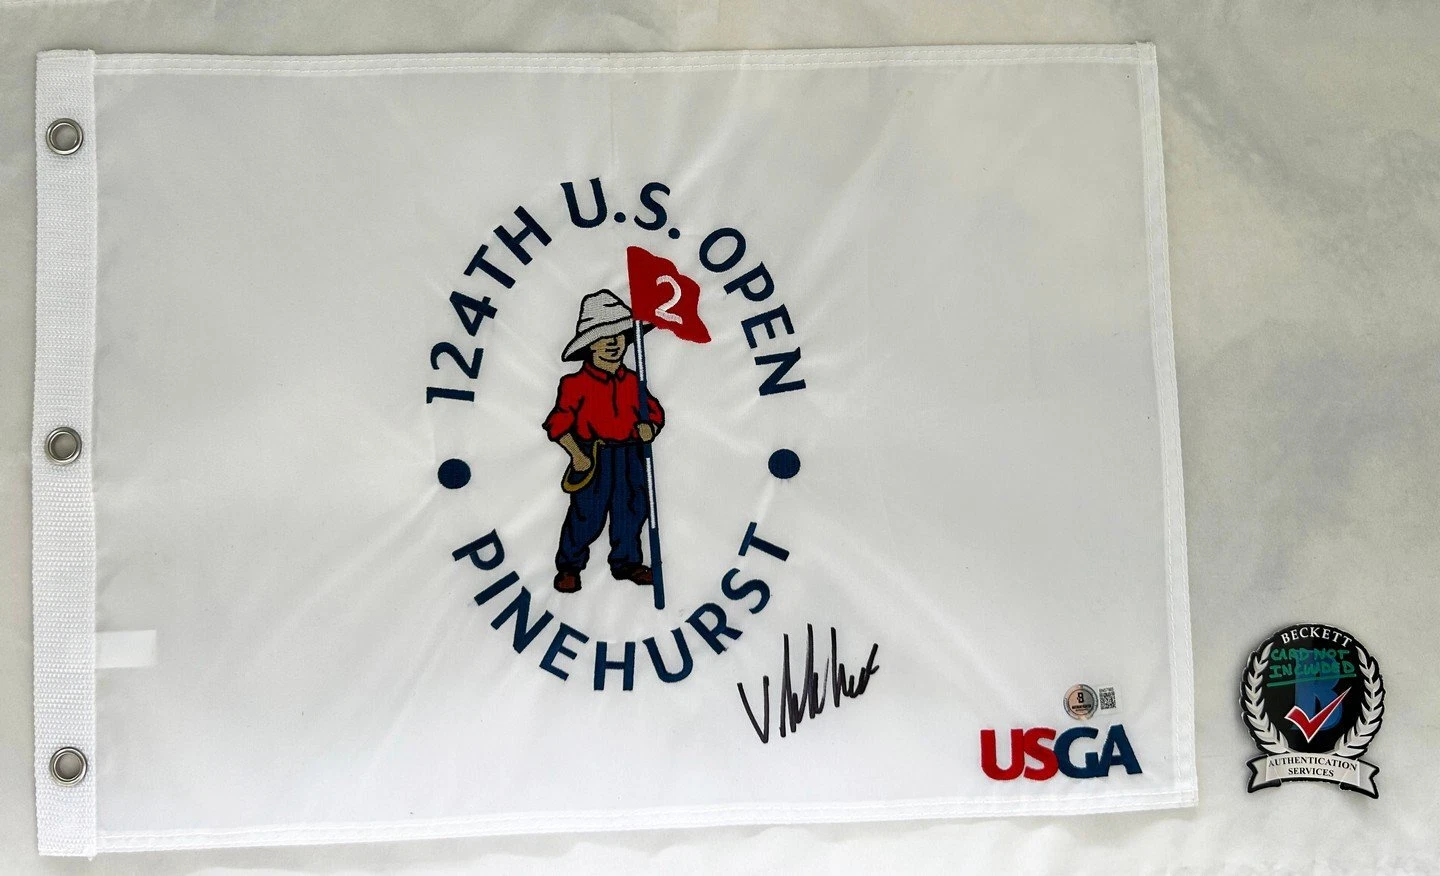 124TH U.S. OPEN
2
PINEHURST
USGA
B
BECKETT
CARD NOT
INCLUDED
B
AUTHENTICATION
SERVICES